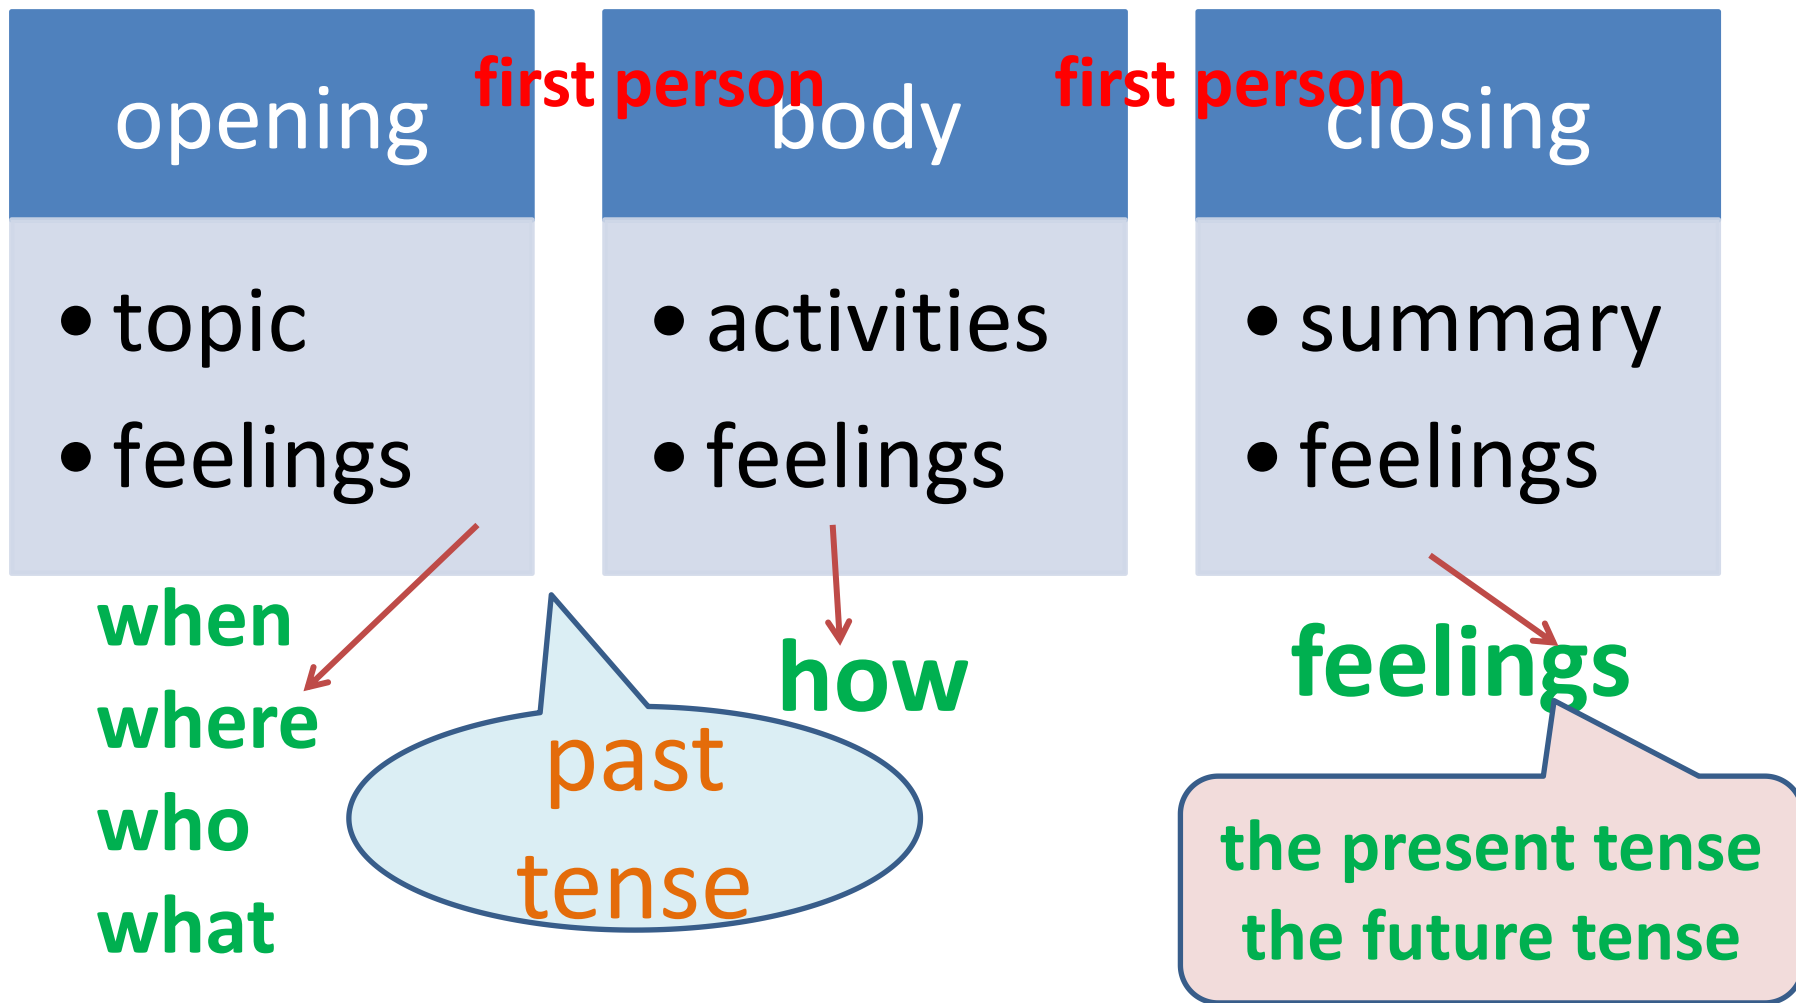 opening
first person
body
first person
closing
• topic
• feelings
• activities
• feelings
• summary
• feelings
when
where
who
what
past
tense
how
feelings
the present tense
the future tense